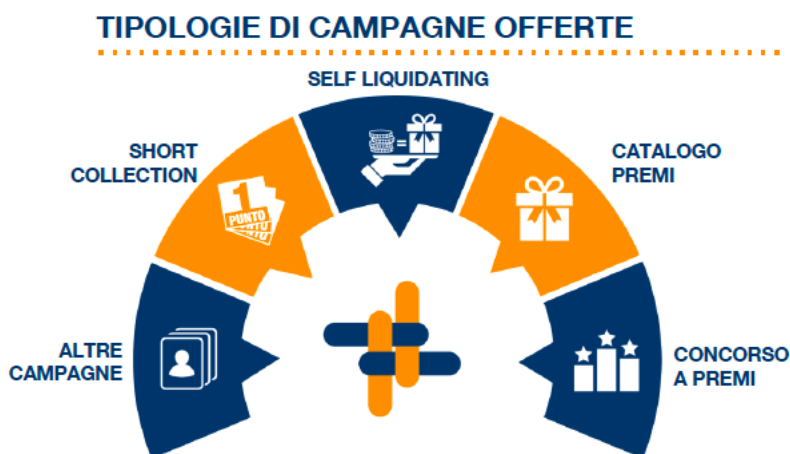 TIPOLOGIE DI CAMPAGNE OFFERTE
SELF LIQUIDATING
SHORT
COLLECTION
CATALOGO
PREMI
1
PUNTO
ALTRE
CAMPAGNE
CONCORSO
A PREMI